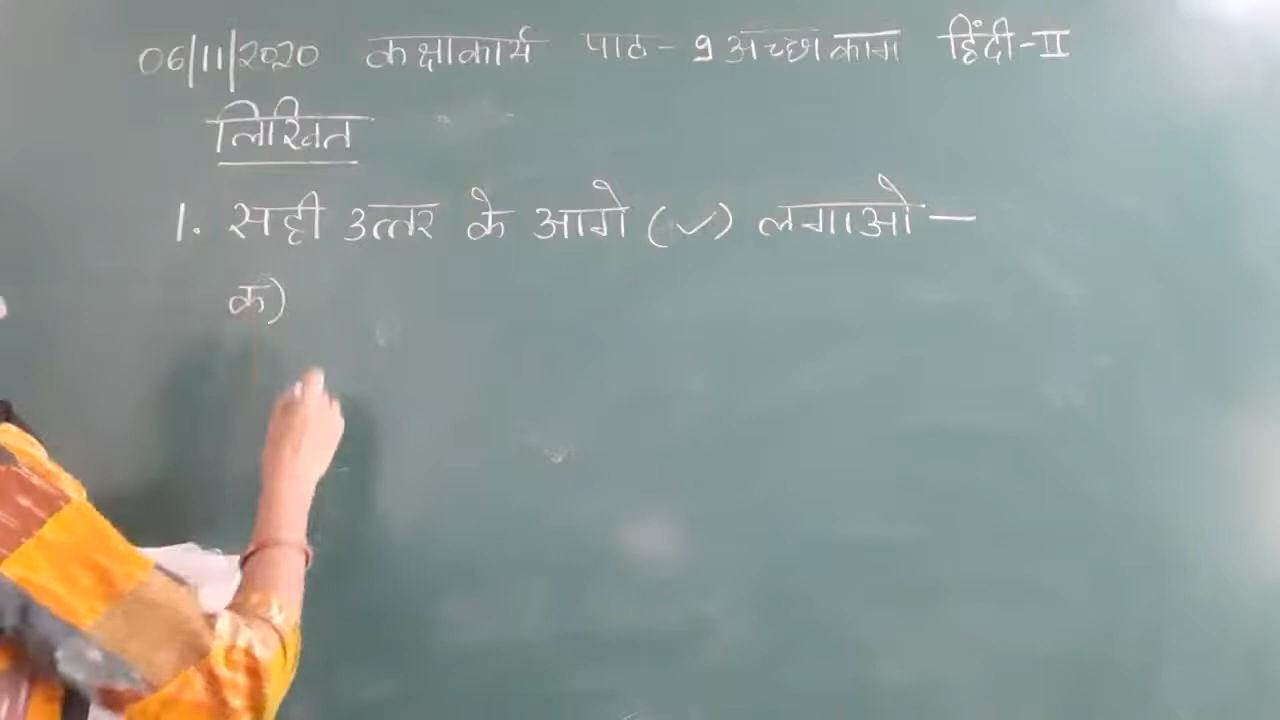 06/11/2020 कक्षाकार्य पाठ - 9 अच्छा काम हिंदी-II
लिखित
1. सही उत्तर के आगे (✓) लगाओ —
क)